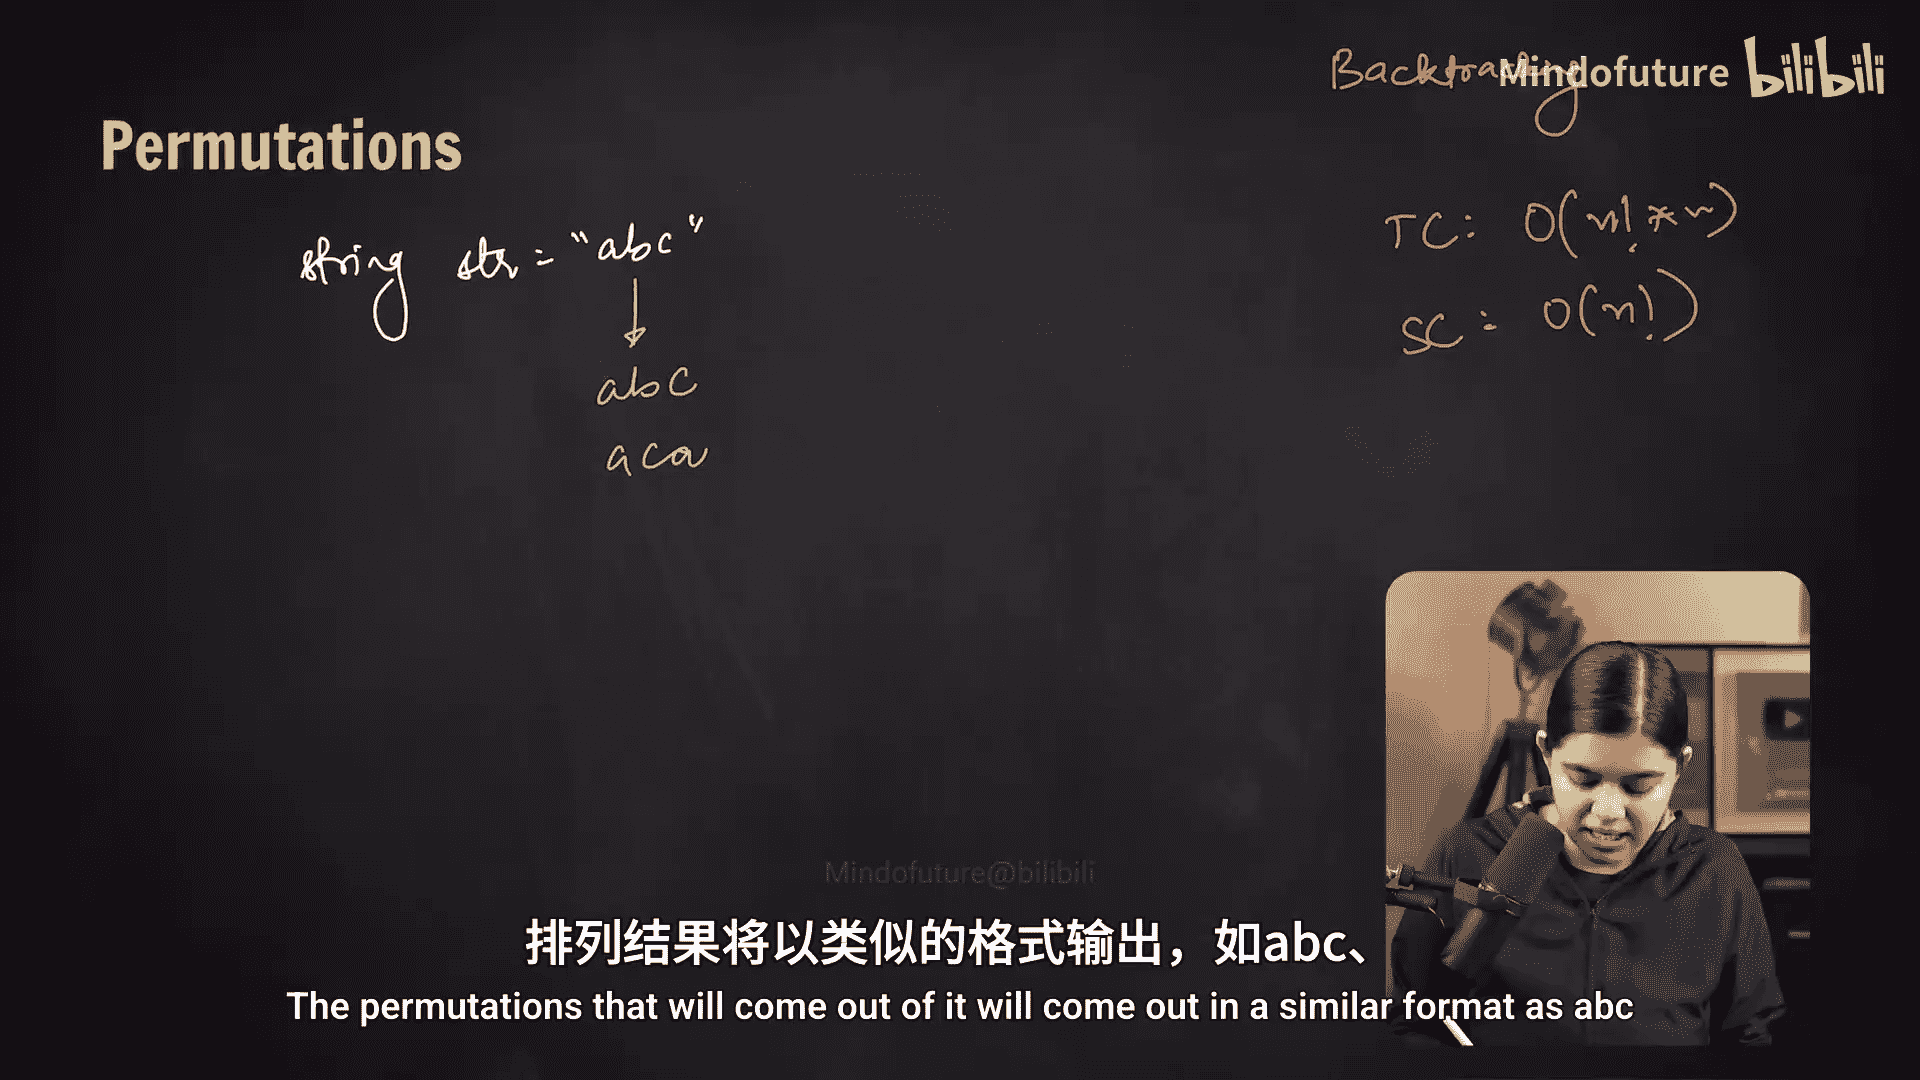 Backtracking
Mindofuture bilibili
Permutations
string str = "abc"
TC: O(n! * n)
SC: O(n!)
abc
aca
Mindofuture@bilibili
排列结果将以类似的格式输出，如abc、
The permutations that will come out of it will come out in a similar format as abc